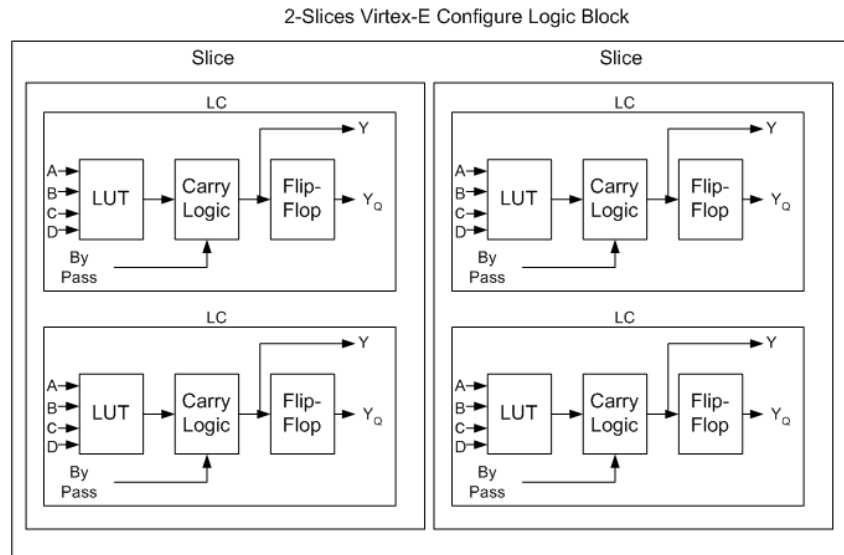 2-Slices Virtex-E Configure Logic Block
Slice
LC
Y
A
B
C
D
LUT
Carry
Logic
Flip-
Flop
YQ
By
Pass
LC
Y
A
B
C
D
LUT
Carry
Logic
Flip-
Flop
YQ
By
Pass
Slice
LC
Y
A
B
C
D
LUT
Carry
Logic
Flip-
Flop
YQ
By
Pass
LC
Y
A
B
C
D
LUT
Carry
Logic
Flip-
Flop
YQ
By
Pass